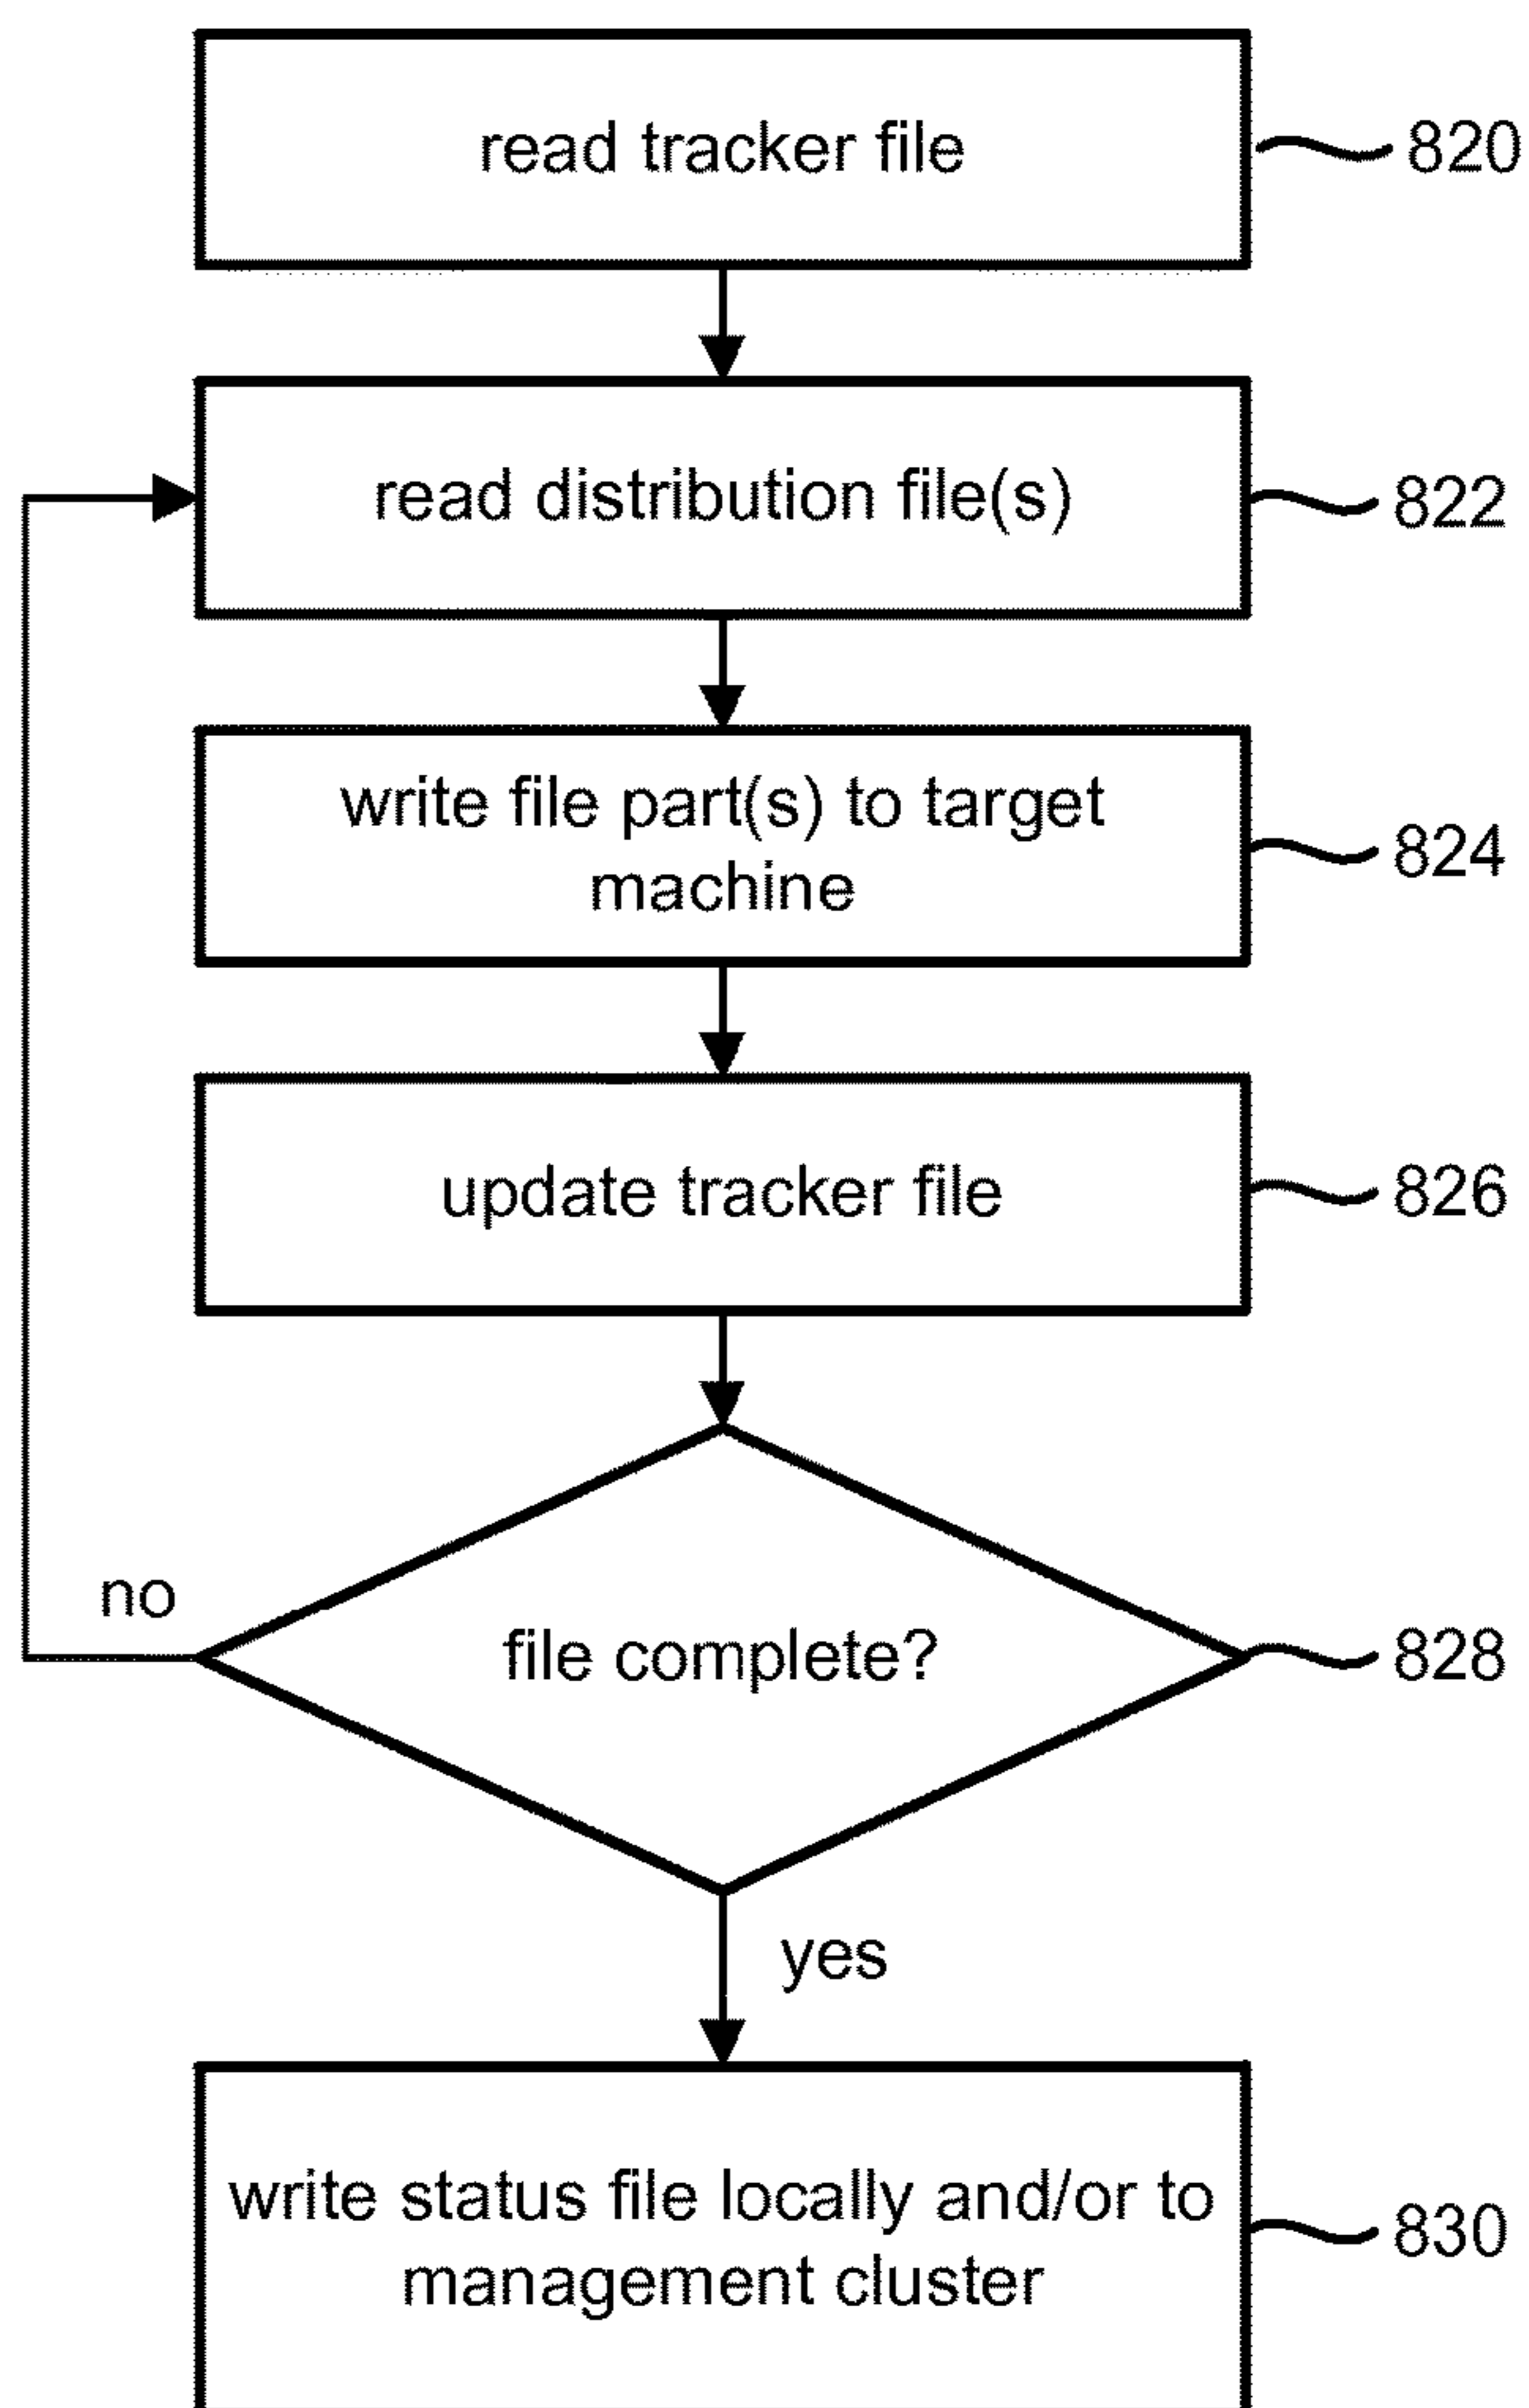 read tracker file
820
read distribution file(s)
822
write file part(s) to target
machine
824
update tracker file
826
no
file complete?
828
yes
write status file locally and/or to
management cluster
830